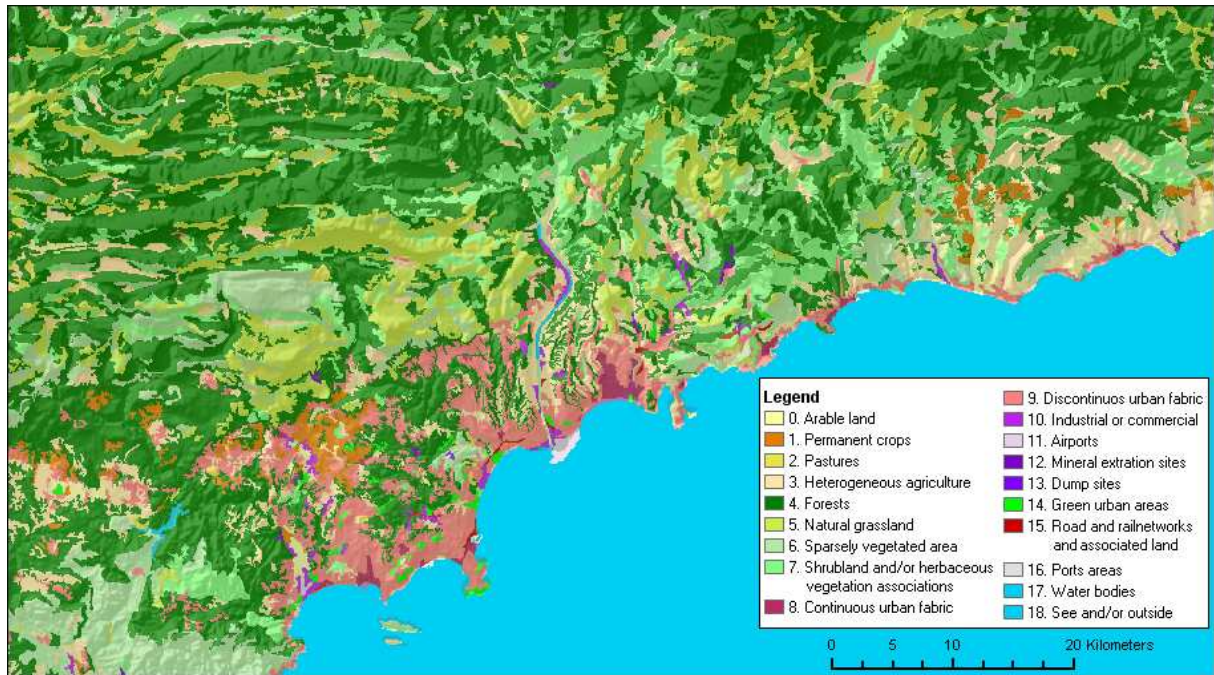 Legend
0. Arable land
1. Permanent crops
2. Pastures
3. Heterogeneous agriculture
4. Forests
5. Natural grassland
6. Sparsely vegetated area
7. Shrubland and/or herbaceous
vegetation associations
8. Continuous urban fabric
9. Discontinuos urban fabric
10. Industrial or commercial
11. Airports
12. Mineral extration sites
13. Dump sites
14. Green urban areas
15. Road and railnetworks
and associated land
16. Ports areas
17. Water bodies
18. See and/or outside
0 5 10 20 Kilometers